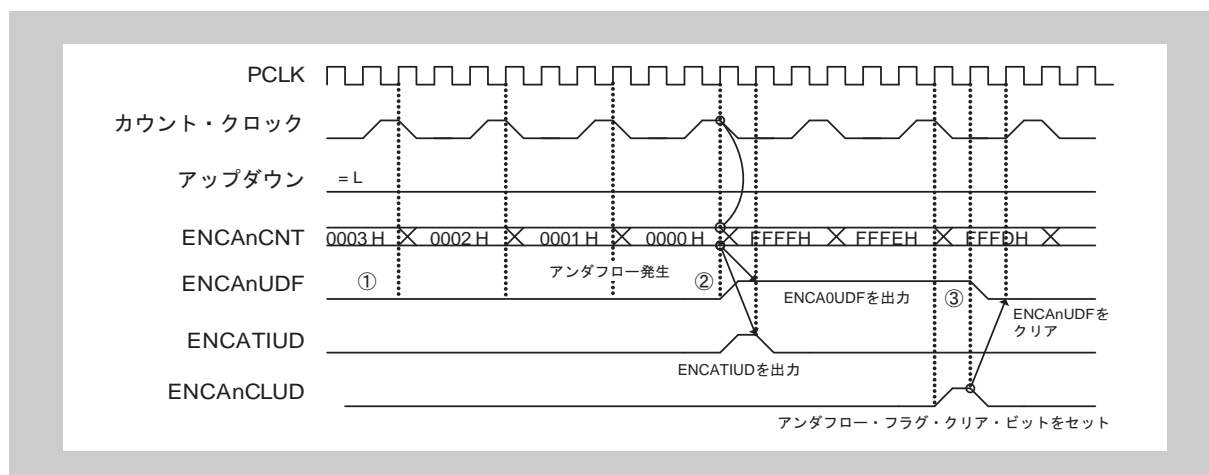 PCLK
カウント・クロック
アップダウン = L
ENCAnCNT 0003 H 0002 H 0001 H 0000 H FFFFH FFFEH FFFDH
ENCAnUDF ① アンダフロー発生 ② ENCA0UDFを出力 ③
ENCAnUDFを
クリア
ENCATIUD
ENCATIUDを出力
ENCAnCLUD
アンダフロー・フラグ・クリア・ビットをセット